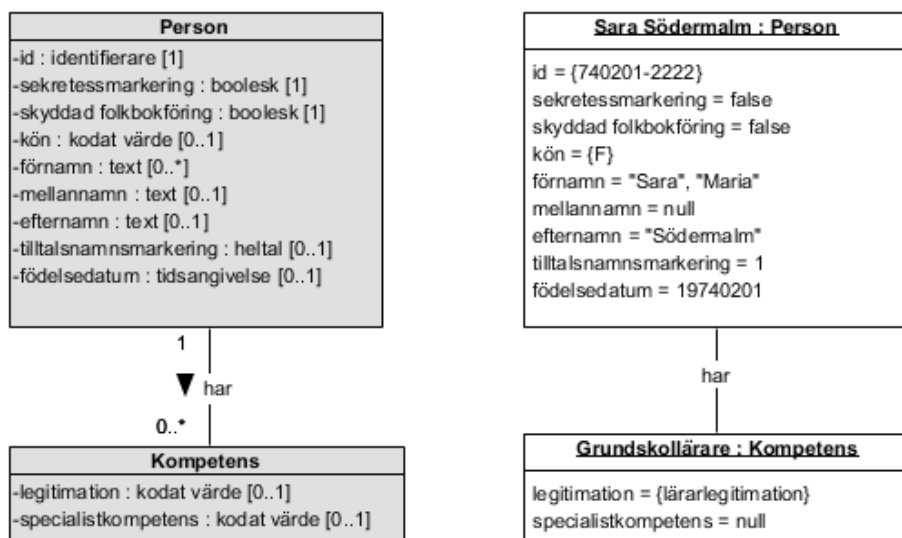 Person
-id : identifierare [1]
-sekretessmarkering : boolesk [1]
-skyddad folkbokföring : boolesk [1]
-kön : kodat värde [0..1]
-förnamn : text [0..*]
-mellannamn : text [0..1]
-efternamn : text [0..1]
-tilltalsnamnsmarkering : heltal [0..1]
-födelsedatum : tidsangivelse [0..1]
1
har
0..*
Kompetens
-legitimation : kodat värde [0..1]
-specialistkompetens : kodat värde [0..1]
Sara Södermalm : Person
id = {740201-2222}
sekretessmarkering = false
skyddad folkbokföring = false
kön = {F}
förnamn = "Sara", "Maria"
mellannamn = null
efternamn = "Södermalm"
tilltalsnamnsmarkering = 1
födelsedatum = 19740201
har
Grundskollärare : Kompetens
legitimation = {lärarlegitimation}
specialistkompetens = null